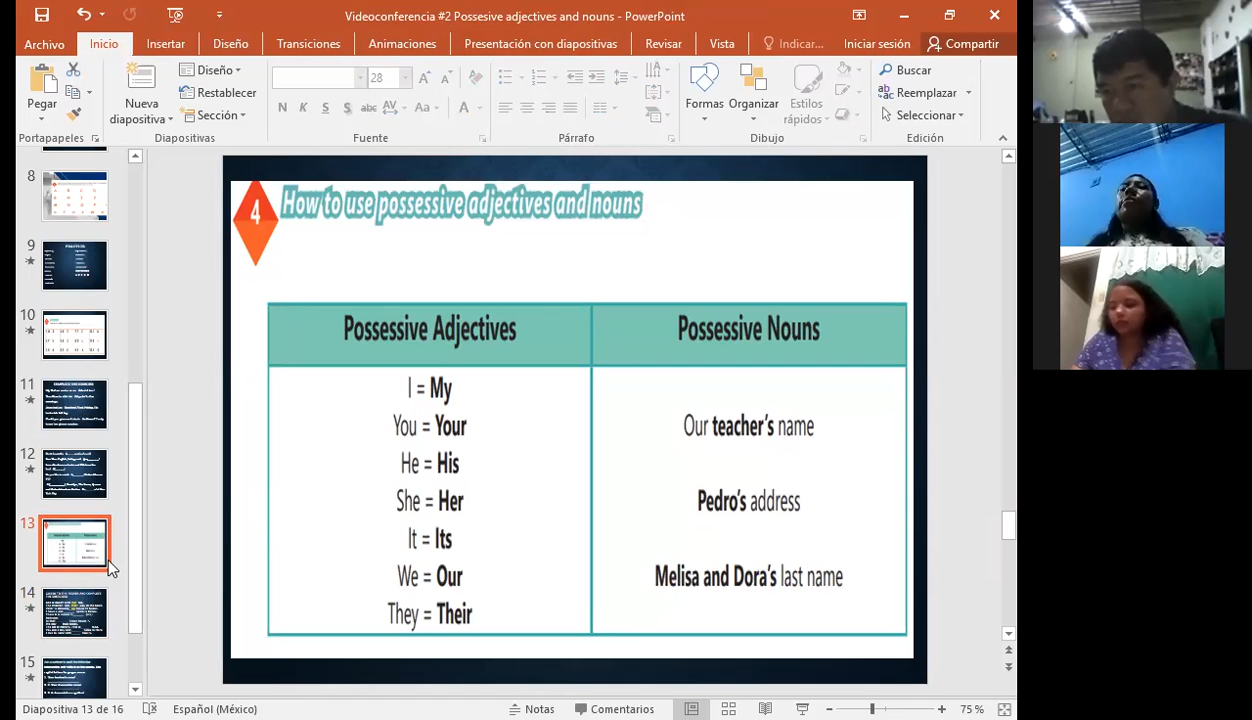 Videoconferencia #2 Possesive adjectives and nouns - PowerPoint
Archivo Inicio Insertar Diseño Transiciones Animaciones Presentación con diapositivas Revisar Vista Indicar... Iniciar sesión Compartir
Pegar
Nueva diapositiva
Diseño
Restablecer
Sección
28
N K S S abc AV Aa A
Formas
Organizar
Estilos rápidos
Buscar
Reemplazar
Seleccionar
Portapapeles Diapositivas Fuente Párrafo Dibujo Edición
8
9
10
11
12
13
14
15
4
How to use possessive adjectives and nouns
Possessive Adjectives
I = My
You = Your
He = His
She = Her
It = Its
We = Our
They = Their
Possessive Nouns
Our teacher's name
Pedro's address
Melisa and Dora's last name
Diapositiva 13 de 16 Español (México) Notas Comentarios 75 %